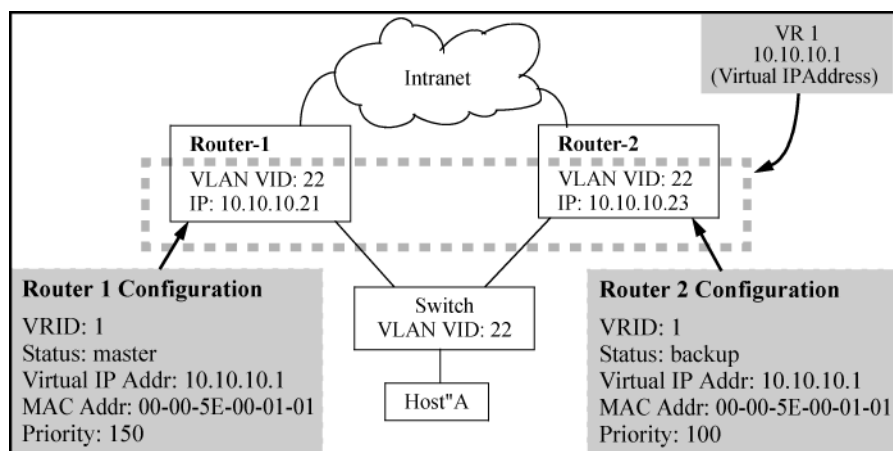 VR 1
10.10.10.1
(Virtual IPAddress)
Intranet
Router-1
VLAN VID: 22
IP: 10.10.10.21
Router-2
VLAN VID: 22
IP: 10.10.10.23
Router 1 Configuration
VRID: 1
Status: master
Virtual IP Addr: 10.10.10.1
MAC Addr: 00-00-5E-00-01-01
Priority: 150
Switch
VLAN VID: 22
Host"A
Router 2 Configuration
VRID: 1
Status: backup
Virtual IP Addr: 10.10.10.1
MAC Addr: 00-00-5E-00-01-01
Priority: 100